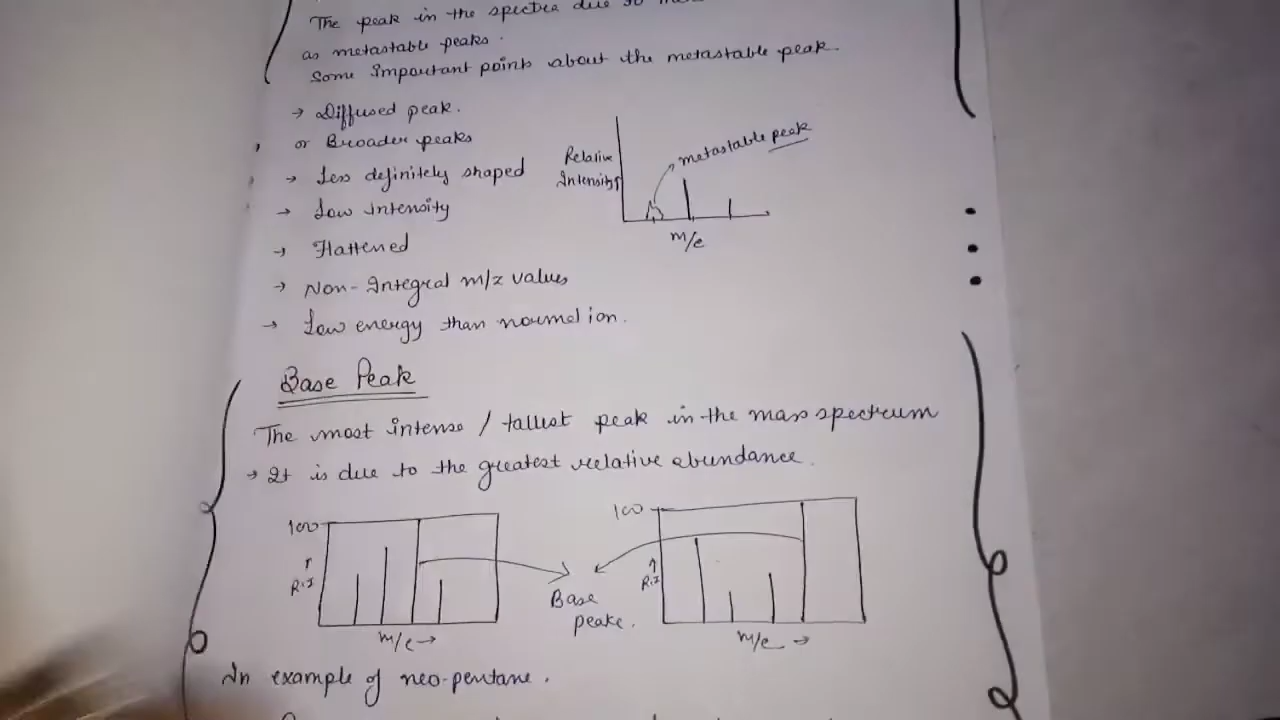 The peak in the spectra due to
as metastable peaks.
Some Important points about the metastable peak.
→ Diffused peak.
or Broader peaks
→ Less definitely shaped
→ Low intensity
→ Flattened
→ Non-Integral m/z values
→ Low energy than normal ion.
Relative
Intensity
metastable peak
m/e
Base Peak
The most intense / tallest peak in the mass spectrum
→ It is due to the greatest relative abundance.
100
↑
R.I
m/e →
Base
peake.
100
↑
R.I
m/e →
In example of neo-pentane.